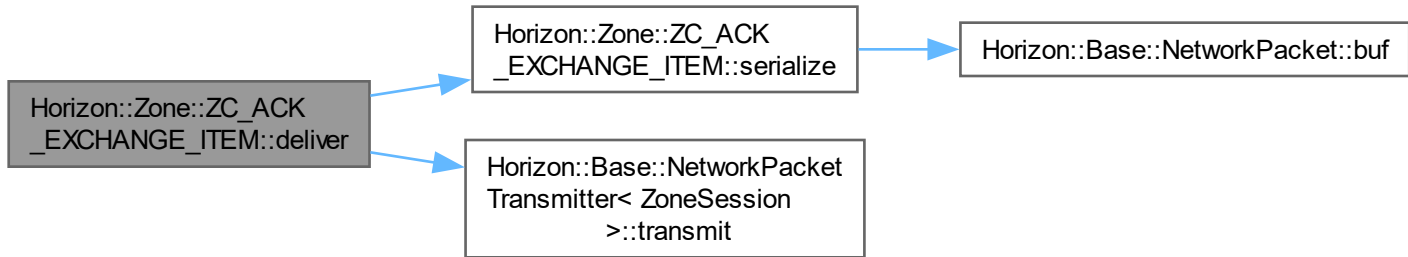 Horizon::Zone::ZC_ACK
_EXCHANGE_ITEM::deliver
Horizon::Zone::ZC_ACK
_EXCHANGE_ITEM::serialize
Horizon::Base::NetworkPacket::buf
Horizon::Base::NetworkPacket
Transmitter< ZoneSession
>::transmit